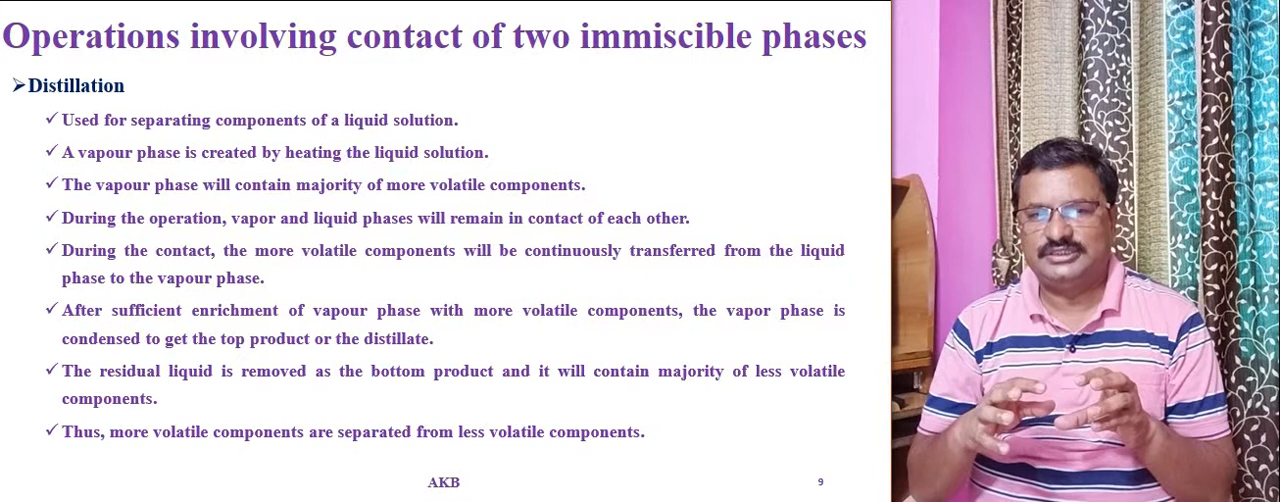 Operations involving contact of two immiscible phases
Distillation
Used for separating components of a liquid solution.
A vapour phase is created by heating the liquid solution.
The vapour phase will contain majority of more volatile components.
During the operation, vapor and liquid phases will remain in contact of each other.
During the contact, the more volatile components will be continuously transferred from the liquid
phase to the vapour phase.
After sufficient enrichment of vapour phase with more volatile components, the vapor phase is
condensed to get the top product or the distillate.
The residual liquid is removed as the bottom product and it will contain majority of less volatile
components.
Thus, more volatile components are separated from less volatile components.
AKB
9